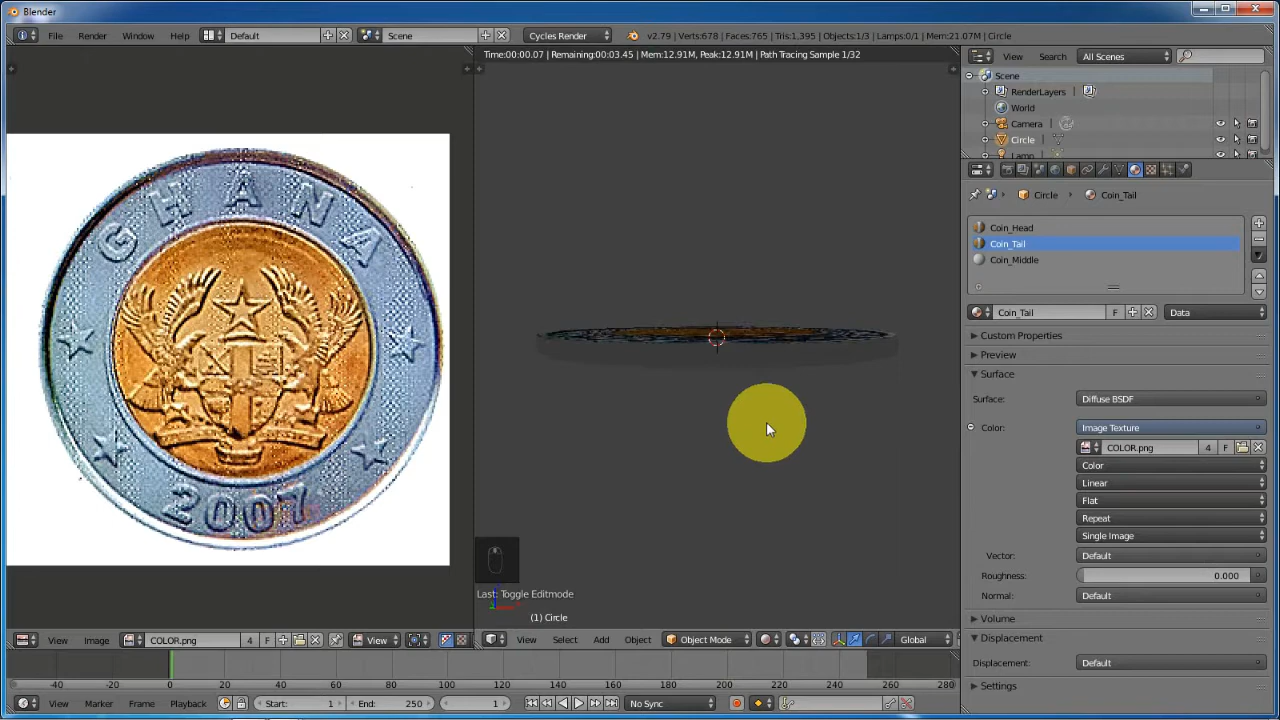 Blender
File Render Window Help Default Scene Cycles Render v2.79 | Verts:678 | Faces:765 | Tris:1,395 | Objects:1/3 | Lamps:0/1 | Mem:21.07M | Circle
Time:00:00.07 | Remaining:00:03.45 | Mem:12.91M, Peak:12.91M | Path Tracing Sample 1/32
View Search All Scenes
Scene
RenderLayers
World
Camera
Circle
Lamp
Circle Coin_Tail
Coin_Head
Coin_Tail
Coin_Middle
Coin_Tail F Data
Custom Properties
Preview
Surface
Surface: Diffuse BSDF
Color: Image Texture
COLOR.png 4 F
Color
Linear
Flat
Repeat
Single Image
Vector: Default
Roughness: 0.000
Normal: Default
Volume
Displacement
Displacement: Default
Settings
GHANA
2007
Last: Toggle Editmode
(1) Circle
View Image COLOR.png 4 F View
View Select Add Object Object Mode Global
-40 -20 0 20 40 60 80 100 120 140 160 180 200 220 240 260 280
View Marker Frame Playback Start: 1 End: 250 1 No Sync